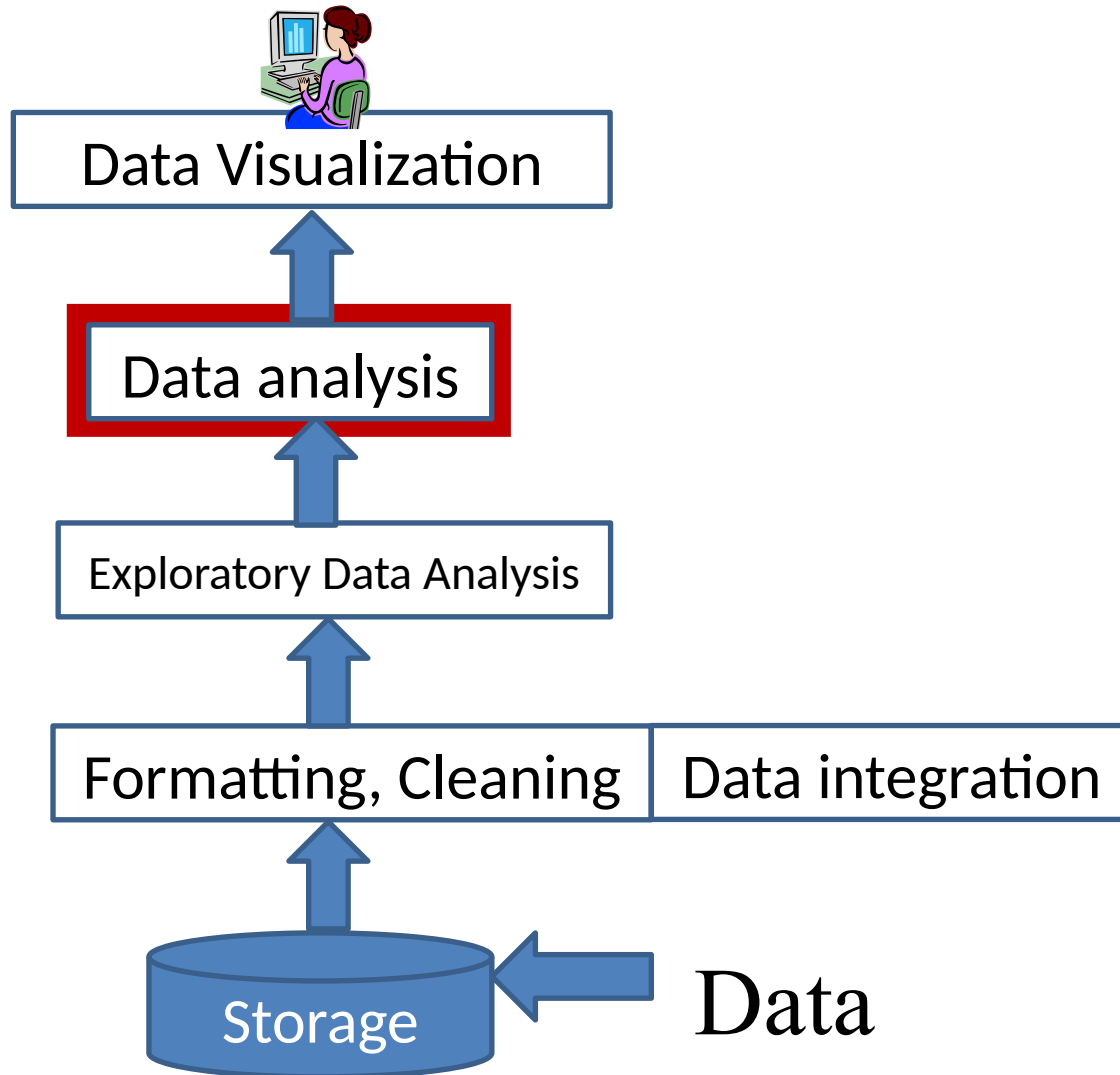 Data Visualization
Data analysis
Exploratory Data Analysis
Formatting, Cleaning
Data integration
Storage
Data